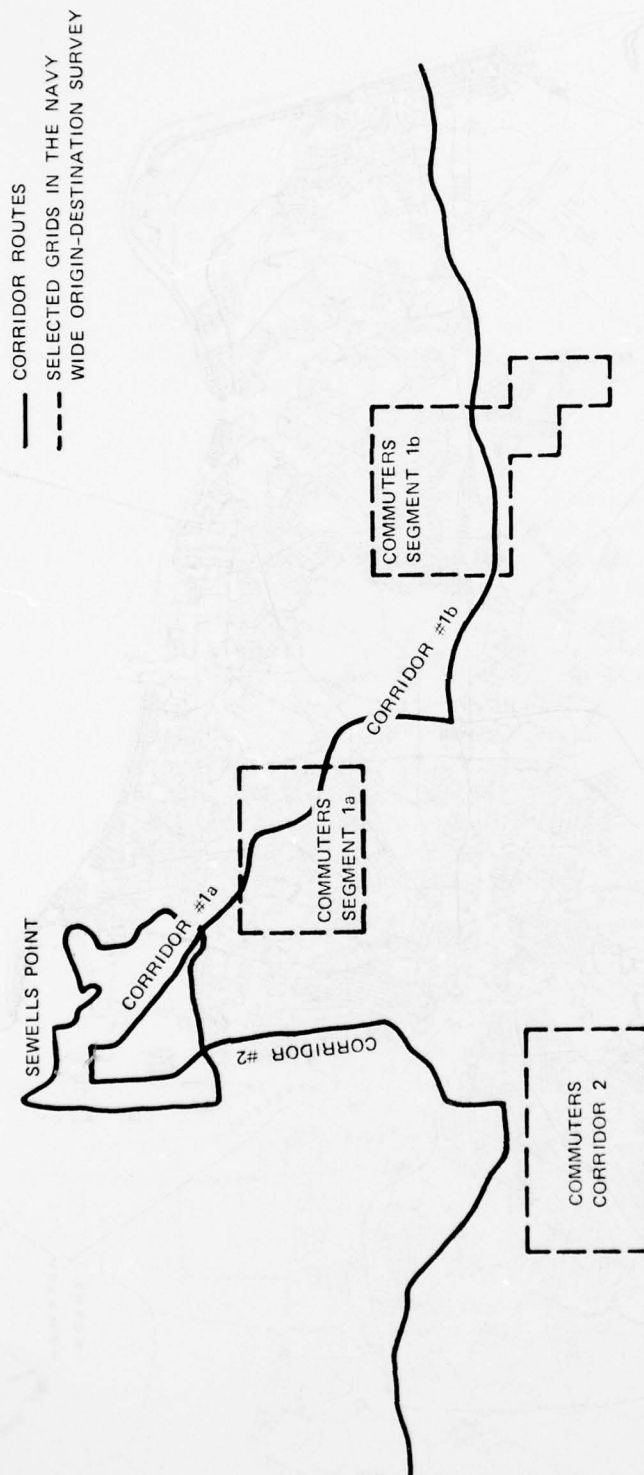 CORRIDOR ROUTES
SELECTED GRIDS IN THE NAVY
WIDE ORIGIN-DESTINATION SURVEY
SEWELLS POINT
CORRIDOR #1a
COMMUTERS
SEGMENT 1a
CORRIDOR #1b
COMMUTERS
SEGMENT 1b
CORRIDOR #2
COMMUTERS
CORRIDOR 2